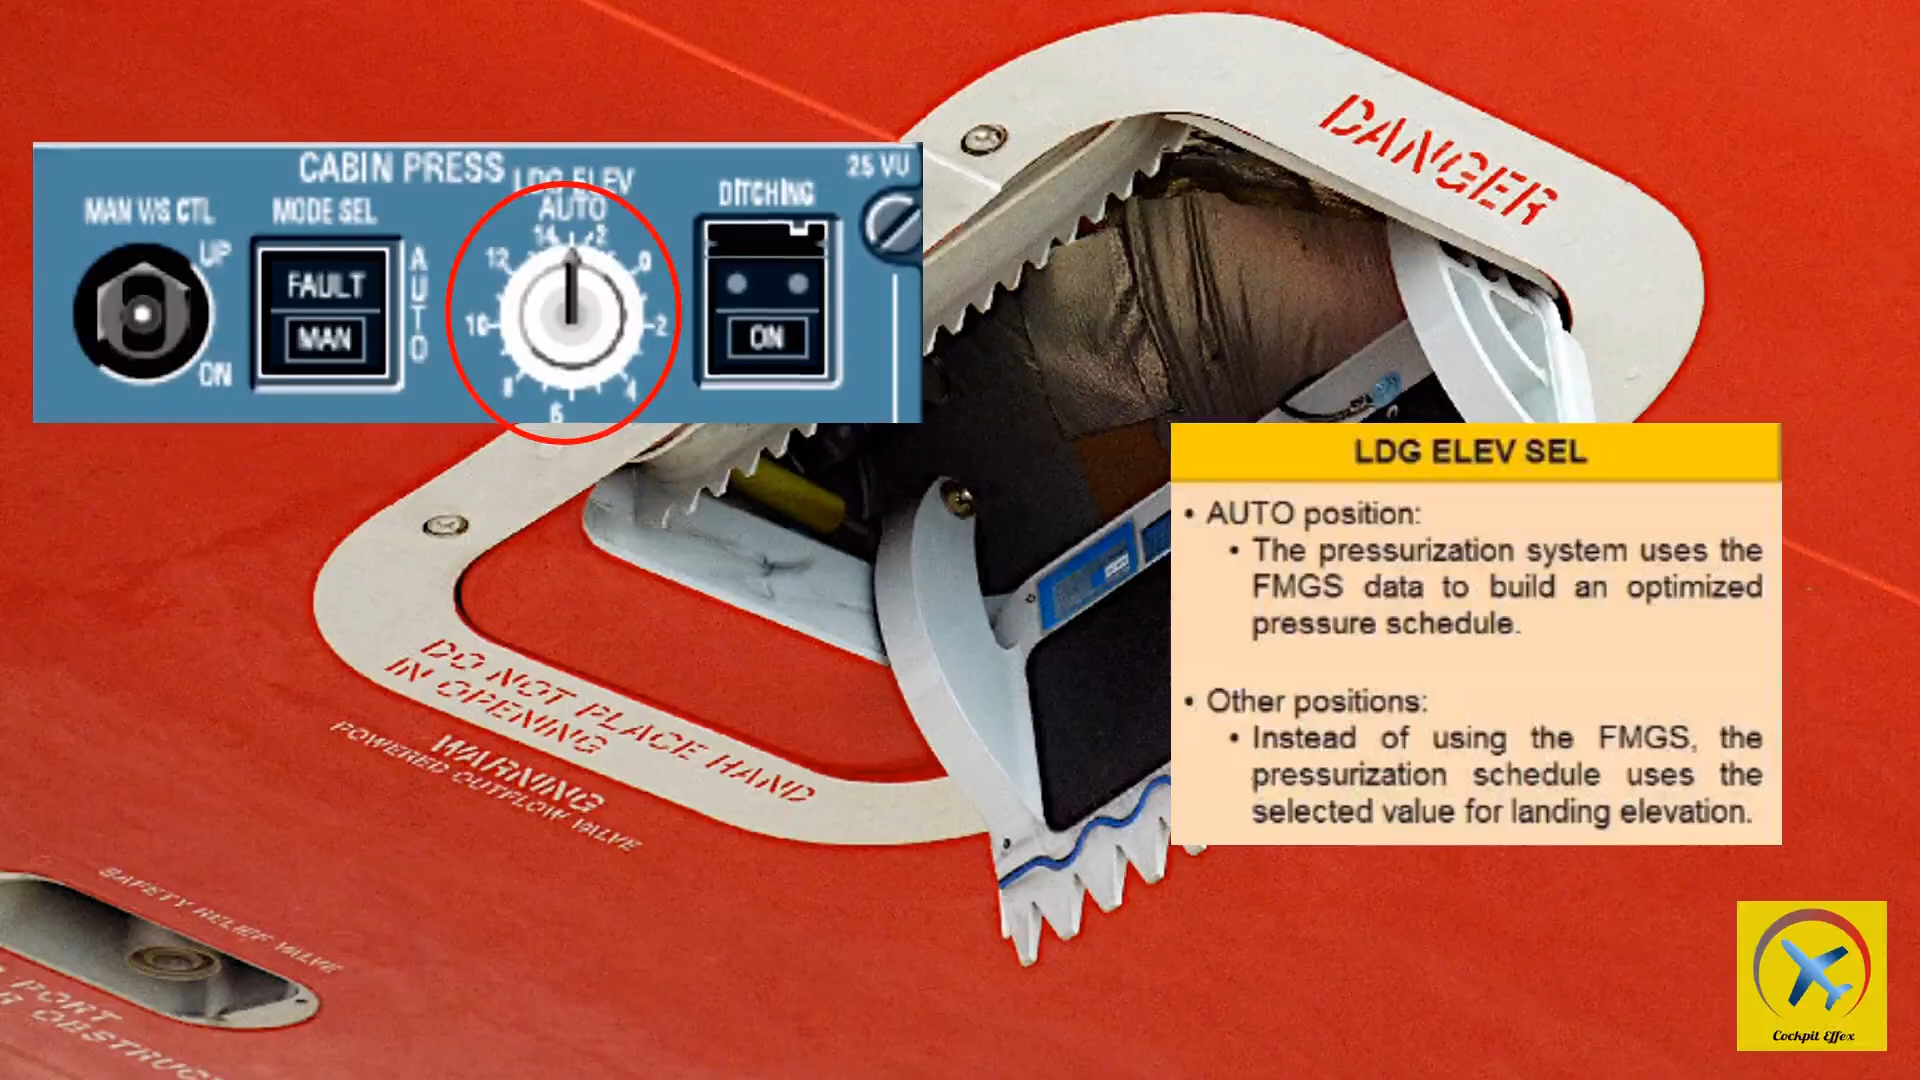 CABIN PRESS
25 VU
MAN V/S CTL
MODE SEL
LDG ELEV
AUTO
DITCHING
UP
ON
FAULT
MAN
AUTO
14
2
12
0
10
2
8
4
6
ON
DANGER
LDG ELEV SEL
• AUTO position:
• The pressurization system uses the
FMGS data to build an optimized
pressure schedule.
• Other positions:
• Instead of using the FMGS, the
pressurization schedule uses the
selected value for landing elevation.
DO NOT PLACE HAND
IN OPENING
WARNING
POWERED OUTFLOW VALVE
SAFETY RELIEF VALVE
PORT
Cockpit Effex